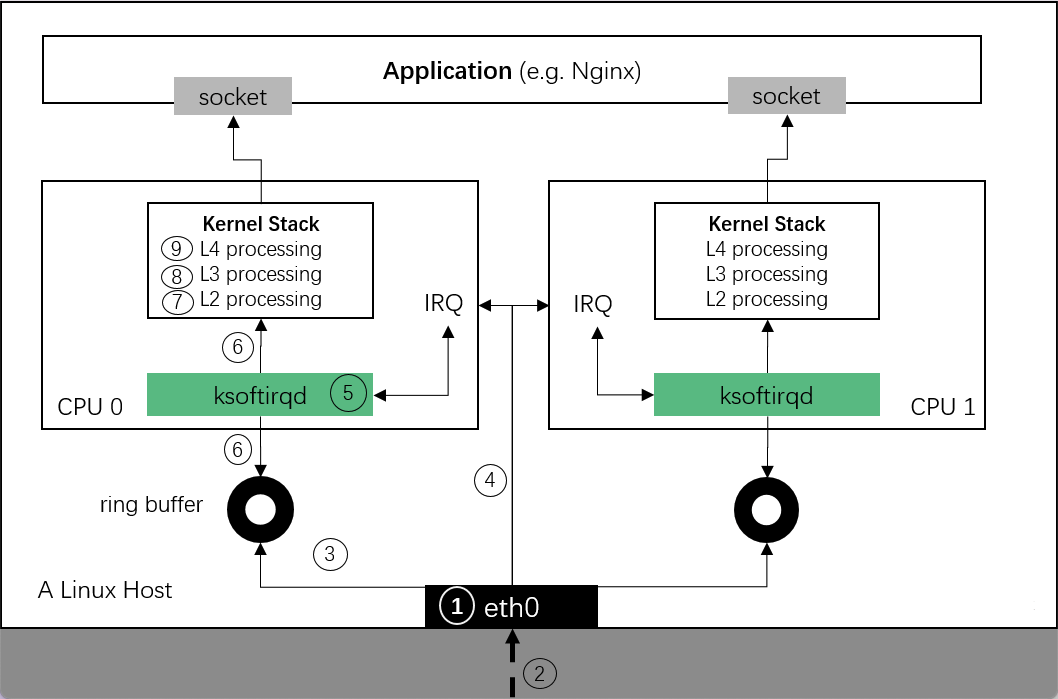 Application (e.g. Nginx)
socket
socket
Kernel Stack
9 L4 processing
8 L3 processing
7 L2 processing
Kernel Stack
L4 processing
L3 processing
L2 processing
IRQ
IRQ
6
ksoftirqd 5
ksoftirqd
CPU 0
CPU 1
6
4
ring buffer
3
A Linux Host
1 eth0
2